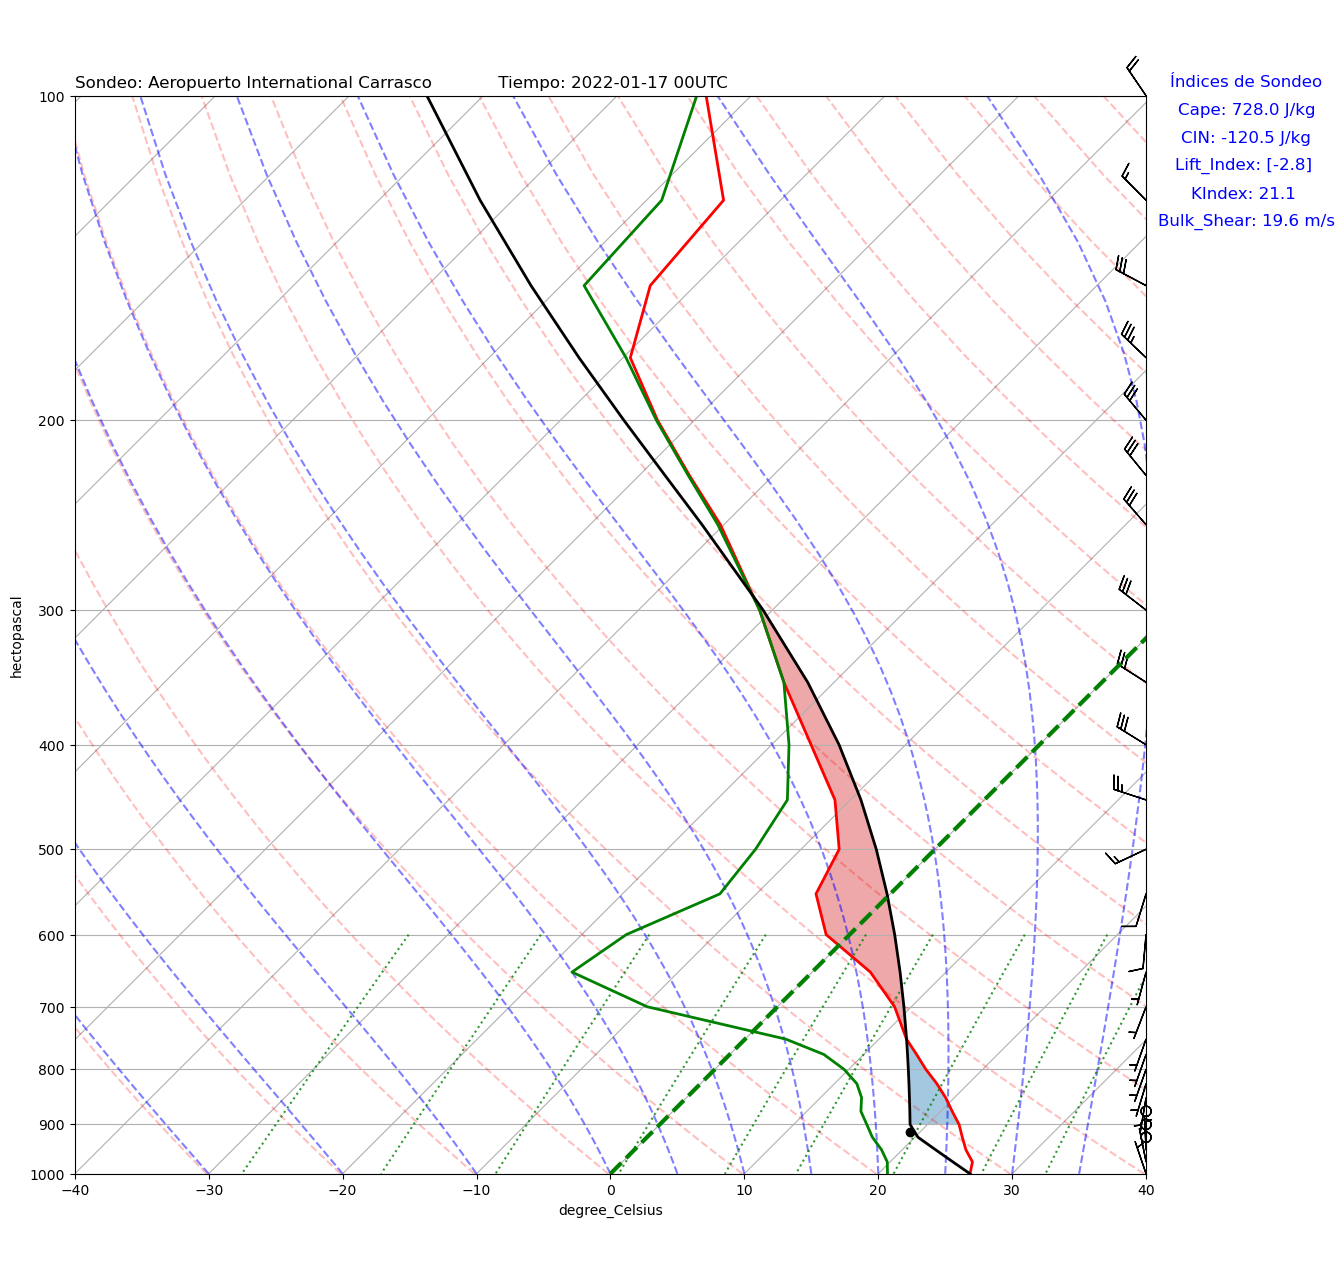 Sondeo: Aeropuerto International Carrasco Tiempo: 2022-01-17 00UTC
Índices de Sondeo
Cape: 728.0 J/kg
CIN: -120.5 J/kg
Lift_Index: [-2.8]
KIndex: 21.1
Bulk_Shear: 19.6 m/s
100
200
300
400
500
600
700
800
900
1000
hectopascal
−40 −30 −20 −10 0 10 20 30 40
degree_Celsius